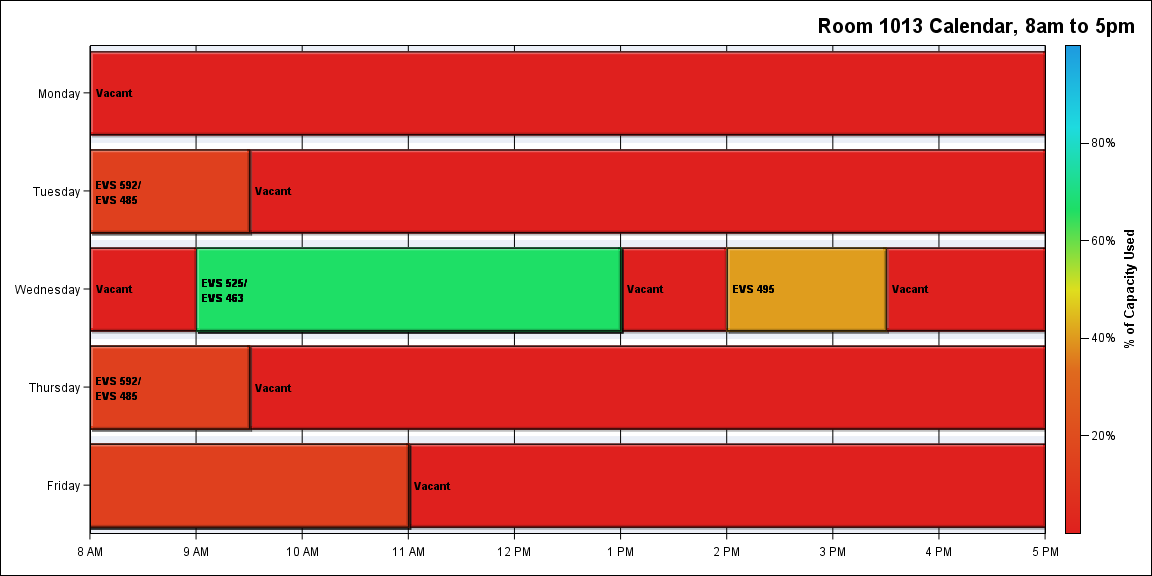 Room 1013 Calendar, 8am to 5pm
Monday
Vacant
Tuesday
EVS 592/
EVS 485
Vacant
Wednesday
Vacant
EVS 525/
EVS 463
Vacant
EVS 495
Vacant
Thursday
EVS 592/
EVS 485
Vacant
Friday
Vacant
8 AM
9 AM
10 AM
11 AM
12 PM
1 PM
2 PM
3 PM
4 PM
5 PM
80%
60%
40%
20%
% of Capacity Used